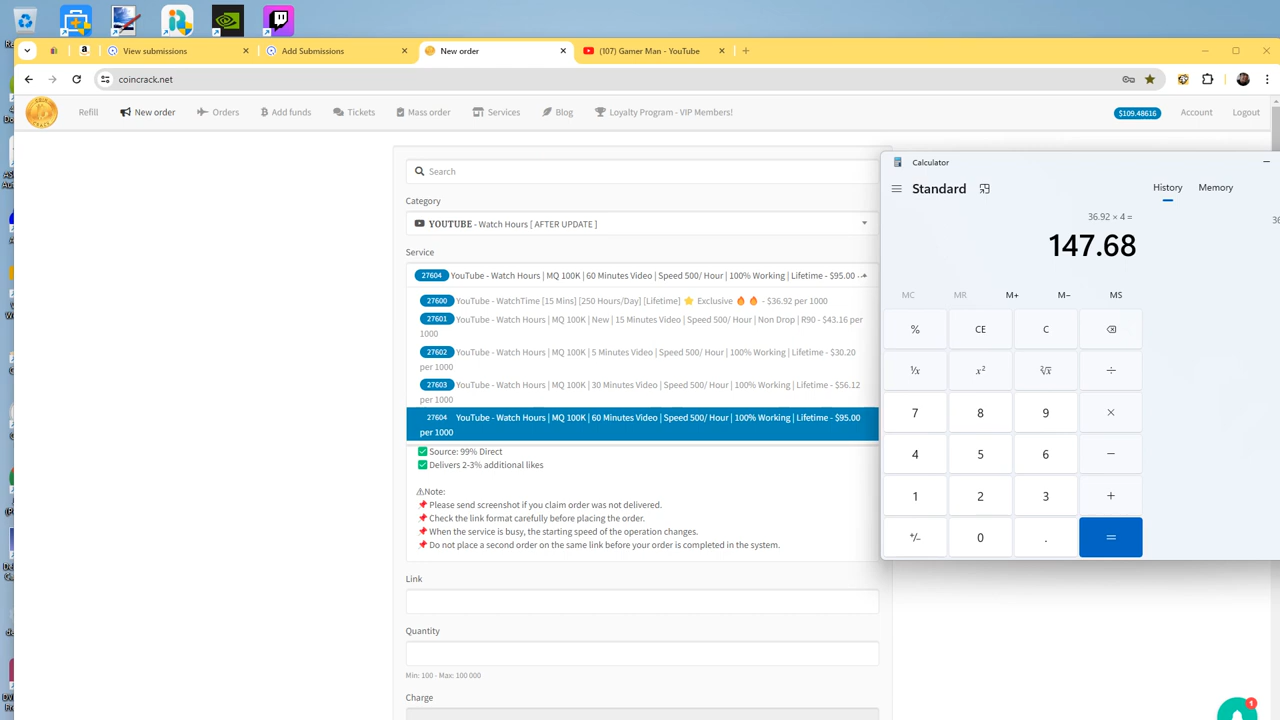 View submissions
Add Submissions
New order
(107) Gamer Man - YouTube
coincrack.net
COIN
CRACK
Refill
New order
Orders
Add funds
Tickets
Mass order
Services
Blog
Loyalty Program - VIP Members!
$109.48616
Account
Logout
Search
Category
YOUTUBE - Watch Hours [ AFTER UPDATE ]
Service
27604 YouTube - Watch Hours | MQ 100K | 60 Minutes Video | Speed 500/ Hour | 100% Working | Lifetime - $95.00 -
27600 YouTube - WatchTime [15 Mins] [250 Hours/Day] [Lifetime] ⭐ Exclusive 🔥 🔥 - $36.92 per 1000
27601 YouTube - Watch Hours | MQ 100K | New | 15 Minutes Video | Speed 500/ Hour | Non Drop | R90 - $43.16 per
1000
27602 YouTube - Watch Hours | MQ 100K | 5 Minutes Video | Speed 500/ Hour | 100% Working | Lifetime - $30.20
per 1000
27603 YouTube - Watch Hours | MQ 100K | 30 Minutes Video | Speed 500/ Hour | 100% Working | Lifetime - $56.12
per 1000
27604 YouTube - Watch Hours | MQ 100K | 60 Minutes Video | Speed 500/ Hour | 100% Working | Lifetime - $95.00
per 1000
✅ Source: 99% Direct
✅ Delivers 2-3% additional likes
⚠Note:
📌 Please send screenshot if you claim order was not delivered.
📌 Check the link format carefully before placing the order.
📌 When the service is busy, the starting speed of the operation changes.
📌 Do not place a second order on the same link before your order is completed in the system.
Link
Quantity
Min: 100 - Max: 100 000
Charge
Calculator
Standard
History
Memory
36.92 × 4 =
147.68
MC
MR
M+
M−
MS
%
CE
C
⌫
¹⁄x
x²
²√x
÷
7
8
9
×
4
5
6
−
1
2
3
+
+/−
0
.
=
1